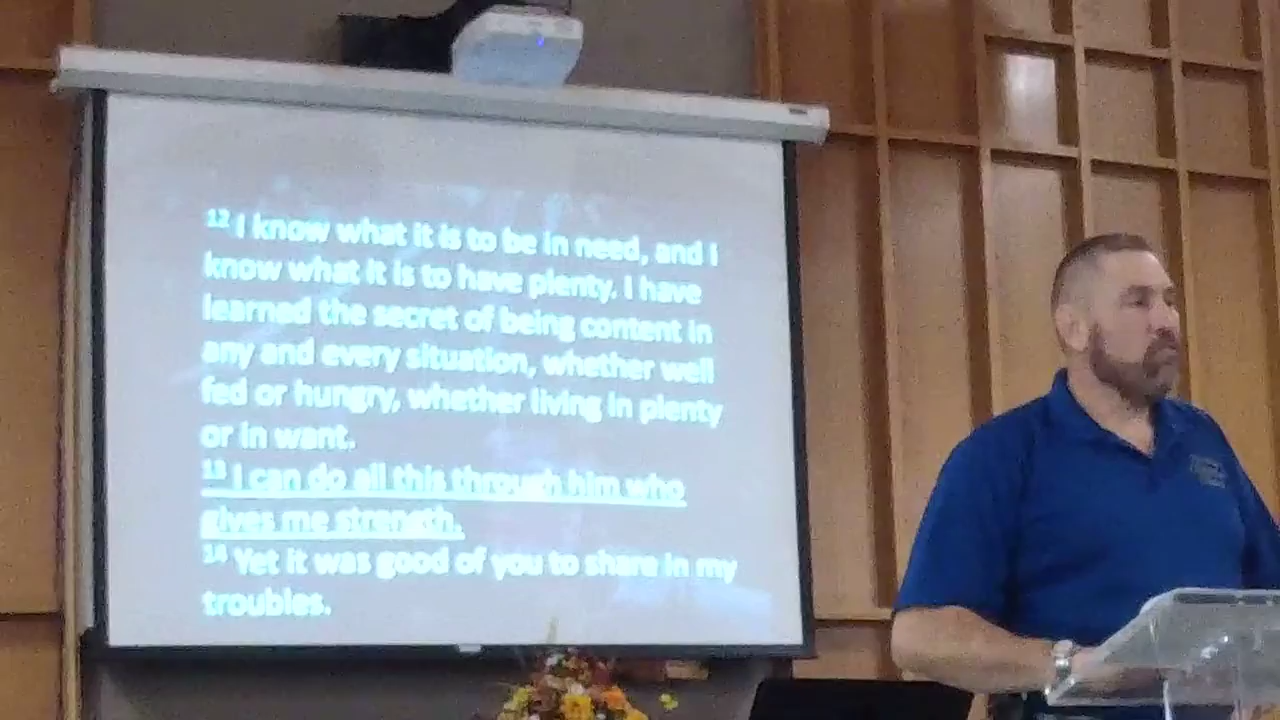 12 I know what it is to be in need, and I
know what it is to have plenty. I have
learned the secret of being content in
any and every situation, whether well
fed or hungry, whether living in plenty
or in want.
13 I can do all this through him who
gives me strength.
14 Yet it was good of you to share in my
troubles.